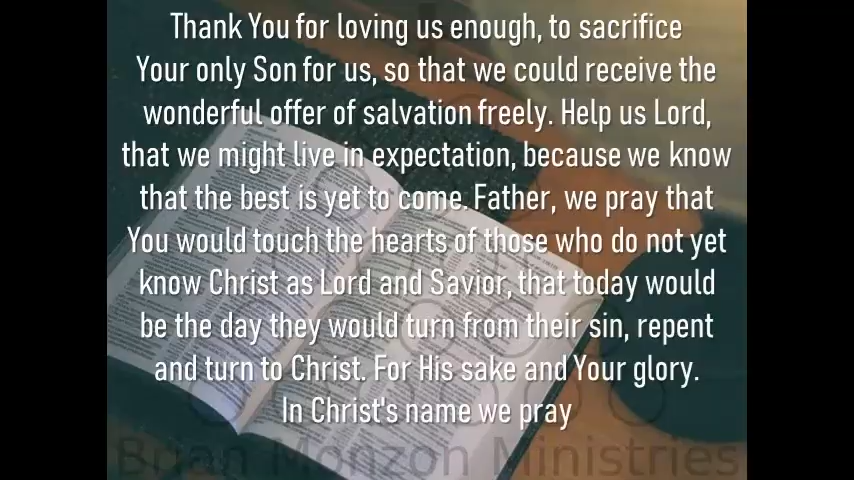 Thank You for loving us enough, to sacrifice
Your only Son for us, so that we could receive the
wonderful offer of salvation freely. Help us Lord,
that we might live in expectation, because we know
that the best is yet to come. Father, we pray that
You would touch the hearts of those who do not yet
know Christ as Lord and Savior, that today would
be the day they would turn from their sin, repent
and turn to Christ. For His sake and Your glory.
In Christ's name we pray
Brian Monzon Ministries